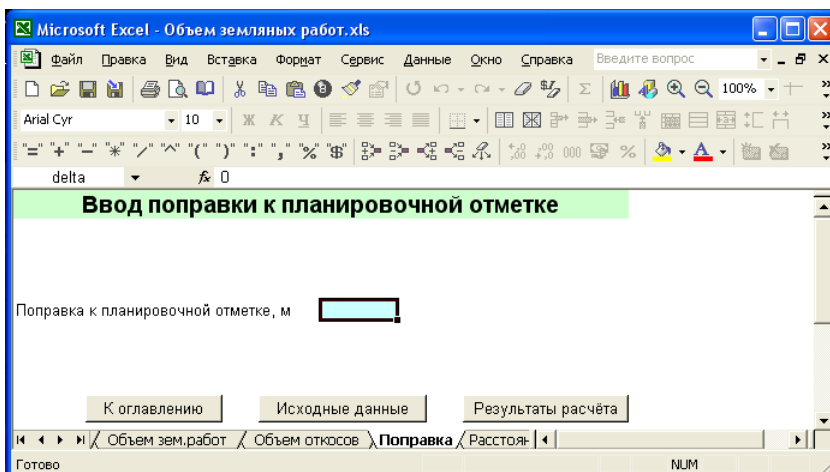 Microsoft Excel - Объем земляных работ.xls
Файл Правка Вид Вставка Формат Сервис Данные Окно Справка Введите вопрос
100%
Arial Cyr 10 Ж К Ч
"=" "+" "—" "*" "/" "^" "(" ")" ":" "," "%" "$" 000 %
delta fx 0
Ввод поправки к планировочной отметке
Поправка к планировочной отметке, м
К оглавлению Исходные данные Результаты расчёта
Объем зем.работ Объем откосов Поправка Расстоян
Готово NUM